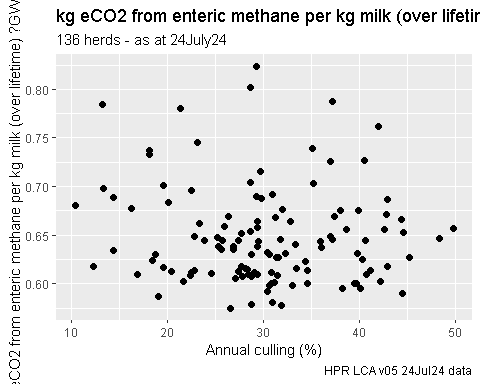 kg eCO2 from enteric methane per kg milk (over lifetir
136 herds - as at 24July24
eCO2 from enteric methane per kg milk (over lifetime) ?GW
0.80
0.75
0.70
0.65
0.60
10 20 30 40 50
Annual culling (%)
HPR LCA v05 24Jul24 data